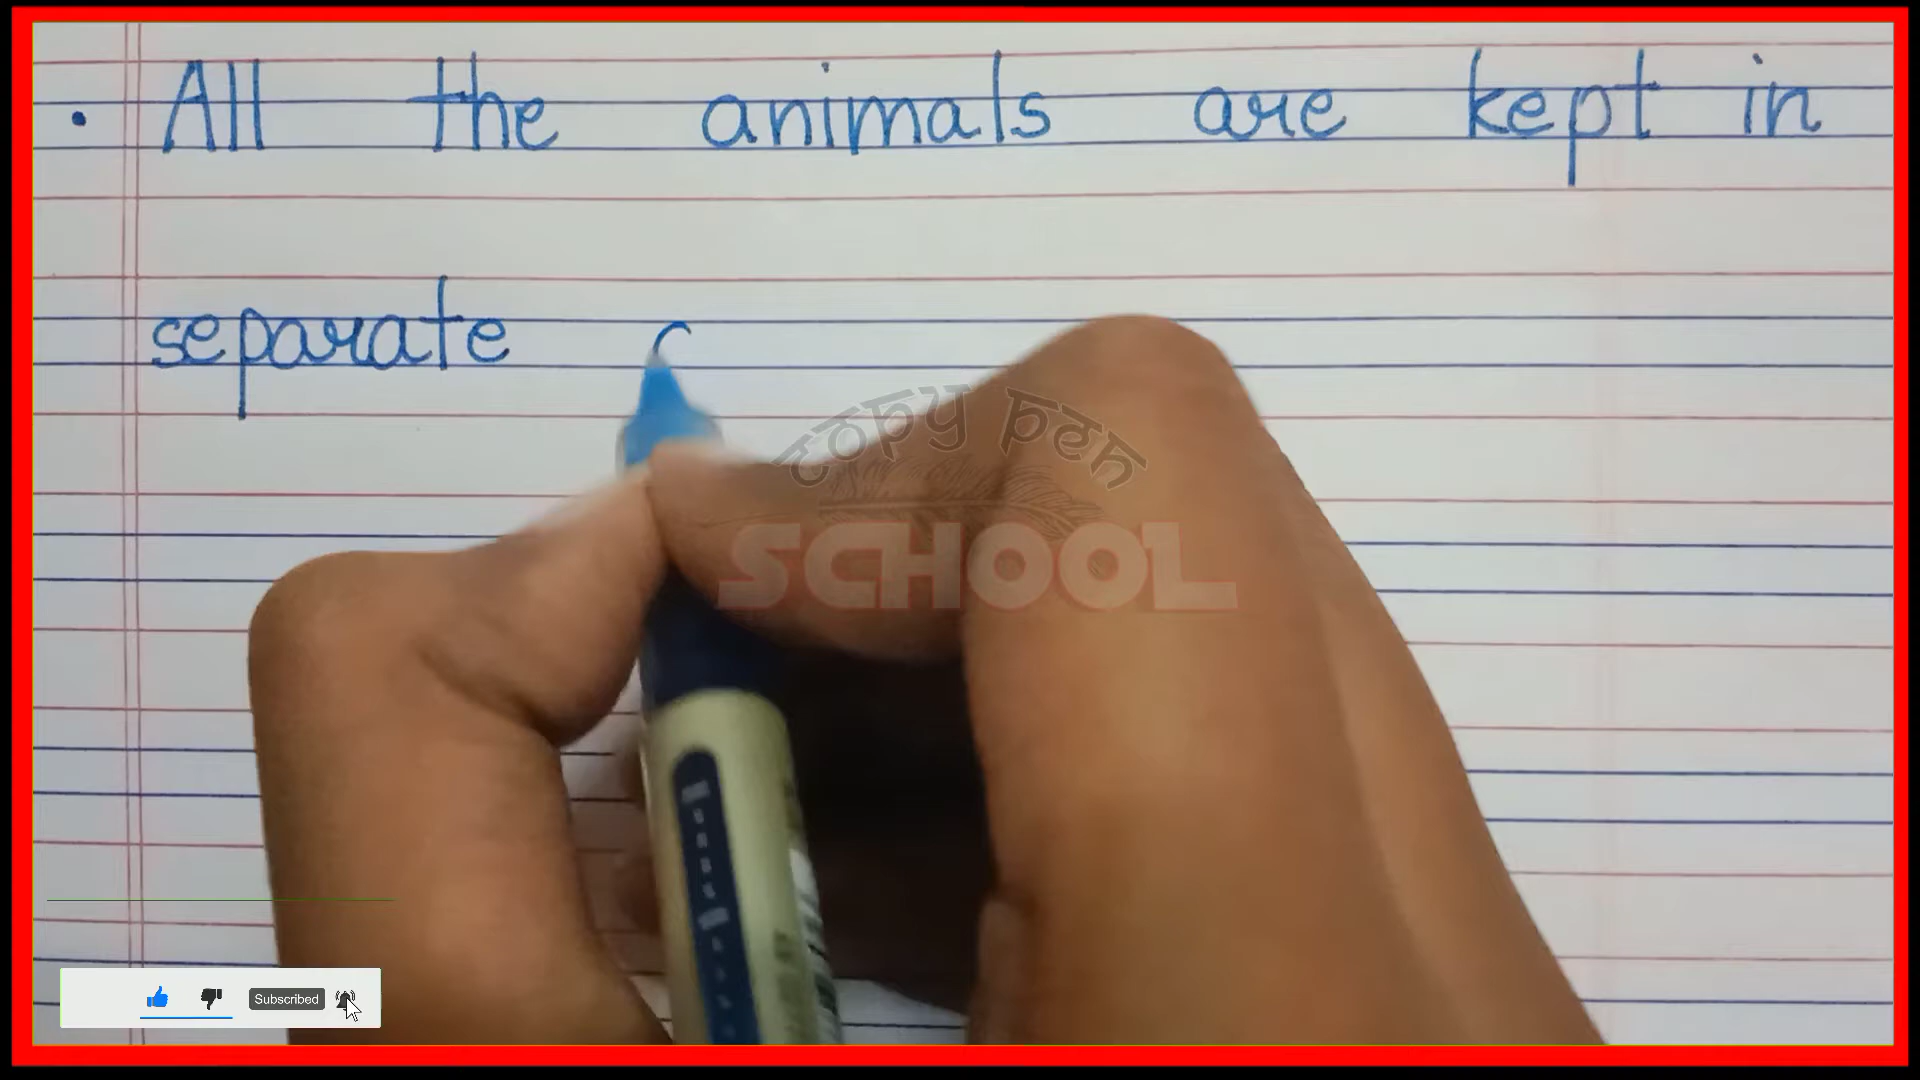 • All the animals are kept in
separate c
copy pen
SCHOOL
Subscribed